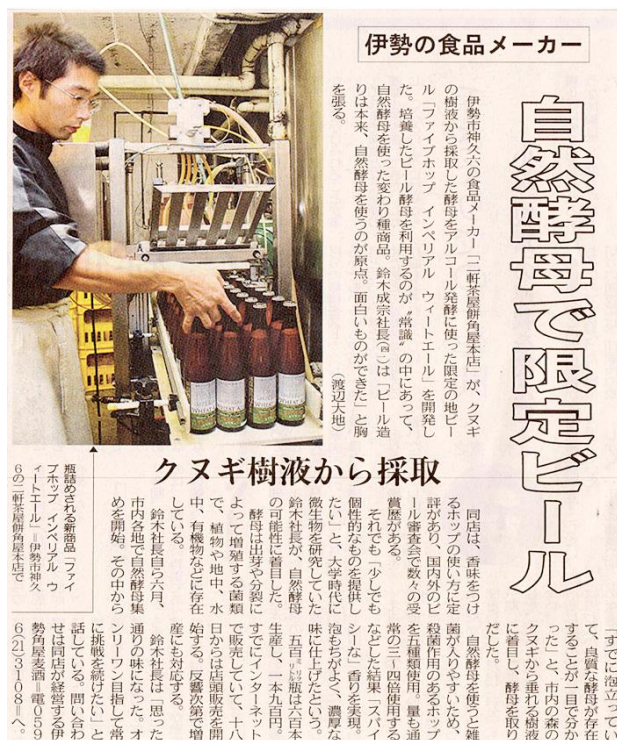 伊勢の食品メーカー
自然酵母で限定ビール
クヌギ樹液から採取
伊勢市神久六の食品メーカー「二軒茶屋餅角屋本店」が、クヌギ
の樹液から採取した酵母をアルコール発酵に使った限定の地ビー
ル「ファイブホップ インペリアル ウィートエール」を開発し
た。培養したビール酵母を利用するのが〝常識〟の中にあって、
自然酵母を使った変わり種商品。鈴木成宗社長(四一)は「ビール造
りは本来、自然酵母を使うのが原点。面白いものができた」と胸
を張る。
(渡辺大地)
瓶詰めされる新商品「ファイ
ブホップ インペリアル ウ
ィートエール」=伊勢市神久
6の二軒茶屋餅角屋本店で
同店は、香味をつけ
るホップの使い方に定
評があり、国内外のビ
ール審査会で数々の受
賞歴がある。
それでも「少しでも
個性的なものを提供し
たい」と、大学時代に
微生物を研究していた
鈴木社長が、自然酵母
の可能性に着目した。
酵母は出芽や分裂に
よって増殖する菌類
で、植物や地中、水
中、有機物などに存在
している。
鈴木社長自ら六月、
市内各地で自然酵母集
めを開始。その中から
「すでに泡立ってい
て、良質な酵母が存在
することが一目で分か
った」と、市内の森の
クヌギから垂れる樹液
に着目し、酵母を取り
だした。
自然酵母を使うと雑
菌が入りやすいため、
殺菌作用のあるホップ
を五種類使用。量も通
常の三~四倍使用する
などした結果「スパイ
シーな」香りを実現。
泡もちがよく、濃厚な
味に仕上げたという。
五百ミリリットル瓶は六百本
生産し、一本九百円。
すでにインターネット
で販売していて、十八
日からは店頭販売を開
始する。反響次第で増
産にも対応する。
鈴木社長は「思った
通りの味になった。オ
ンリーワン目指して常
に挑戦を続けたい」と
話している。問い合わ
せは同店が経営する伊
勢角屋麦酒=電059
6(21)3108=へ。